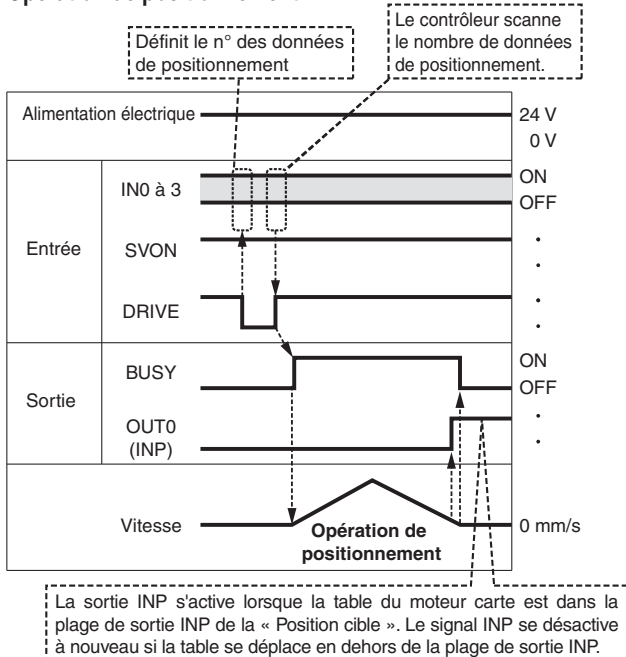 Définit le n° des données
de positionnement
Le contrôleur scanne
le nombre de données
de positionnement.
Alimentation électrique
24 V
0 V
Entrée
IN0 à 3
ON
OFF
SVON
DRIVE
Sortie
BUSY
ON
OFF
OUT0
(INP)
Vitesse
Opération de
positionnement
0 mm/s
La sortie INP s'active lorsque la table du moteur carte est dans la
plage de sortie INP de la « Position cible ». Le signal INP se désactive
à nouveau si la table se déplace en dehors de la plage de sortie INP.